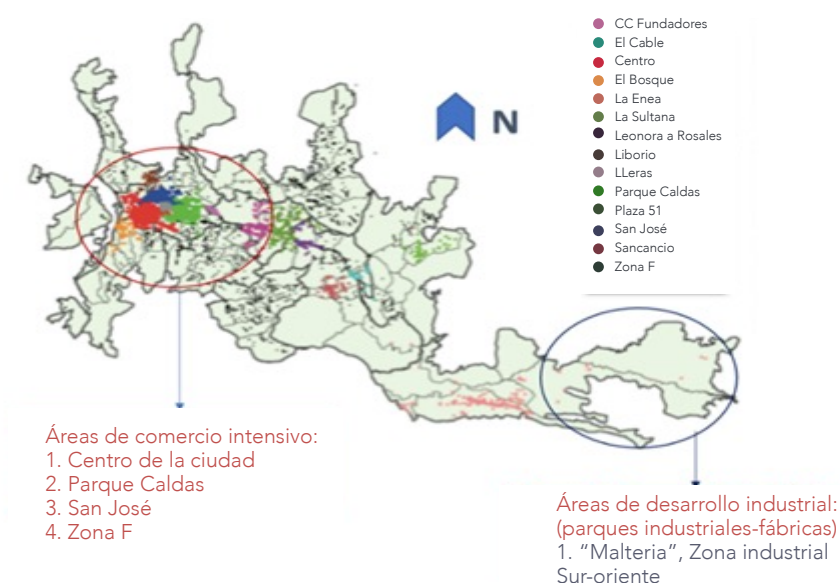 CC Fundadores
El Cable
Centro
El Bosque
La Enea
La Sultana
Leonora a Rosales
Liborio
LLeras
Parque Caldas
Plaza 51
San José
Sancancio
Zona F
N
Áreas de comercio intensivo:
1. Centro de la ciudad
2. Parque Caldas
3. San José
4. Zona F
Áreas de desarrollo industrial:
(parques industriales-fábricas)
1. “Malteria”, Zona industrial
Sur-oriente